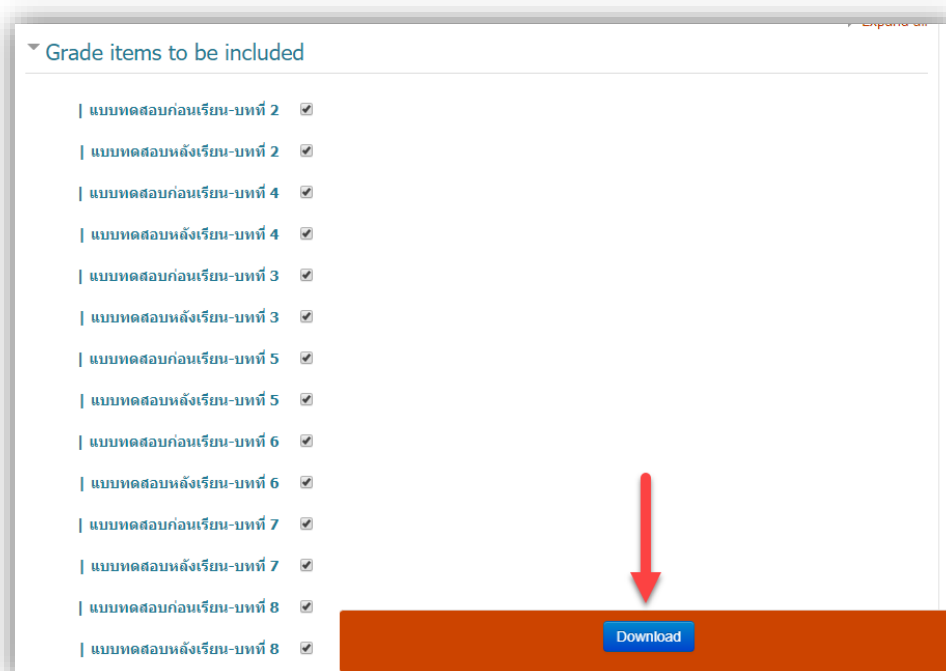 Expand all
Grade items to be included
| แบบทดสอบก่อนเรียน-บทที่ 2
| แบบทดสอบหลังเรียน-บทที่ 2
| แบบทดสอบก่อนเรียน-บทที่ 4
| แบบทดสอบหลังเรียน-บทที่ 4
| แบบทดสอบก่อนเรียน-บทที่ 3
| แบบทดสอบหลังเรียน-บทที่ 3
| แบบทดสอบก่อนเรียน-บทที่ 5
| แบบทดสอบหลังเรียน-บทที่ 5
| แบบทดสอบก่อนเรียน-บทที่ 6
| แบบทดสอบหลังเรียน-บทที่ 6
| แบบทดสอบก่อนเรียน-บทที่ 7
| แบบทดสอบหลังเรียน-บทที่ 7
| แบบทดสอบก่อนเรียน-บทที่ 8
| แบบทดสอบหลังเรียน-บทที่ 8
Download